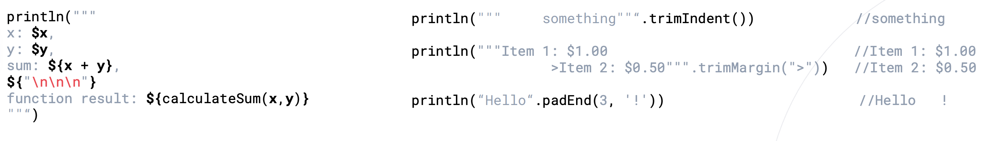 println("""
x: $x,
y: $y,
sum: ${x + y},
${"\n\n\n"}
function result: ${calculateSum(x,y)}
""“)
println("""     something""“.trimIndent()) //something
println("""Item 1: $1.00 //Item 1: $1.00
>Item 2: $0.50""".trimMargin(">")) //Item 2: $0.50
println(“Hello“.padEnd(3, '!')) //Hello   !